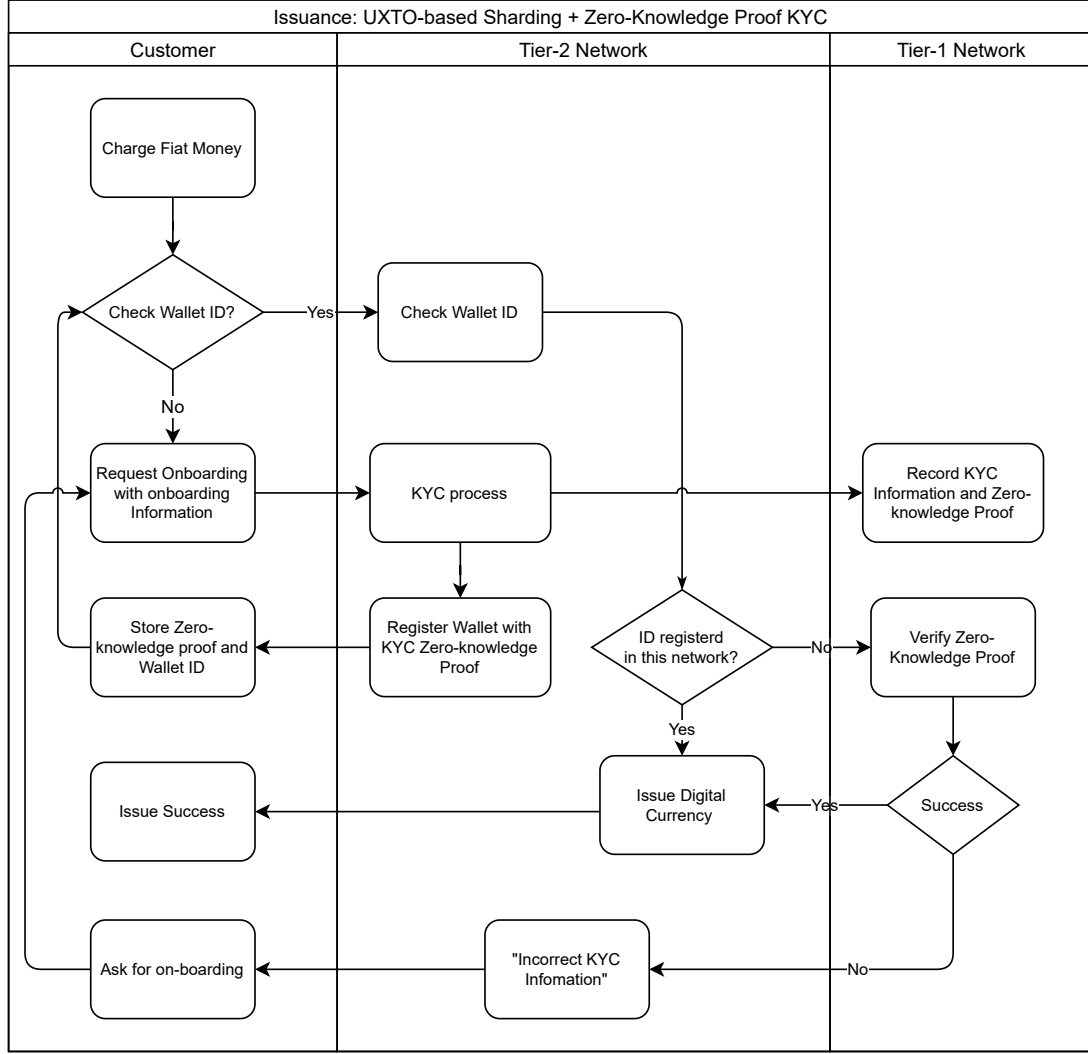 Issuance: UXTO-based Sharding + Zero-Knowledge Proof KYC
Customer
Tier-2 Network
Tier-1 Network
Charge Fiat Money
Check Wallet ID?
Yes
Check Wallet ID
No
Request Onboarding
with onboarding
Information
KYC process
Record KYC
Information and Zero-
knowledge Proof
Store Zero-
knowledge proof and
Wallet ID
Register Wallet with
KYC Zero-knowledge
Proof
ID registerd
in this network?
No
Verify Zero-
Knowledge Proof
Yes
Issue Success
Issue Digital
Currency
Yes
Success
Ask for on-boarding
"Incorrect KYC
Infomation"
No